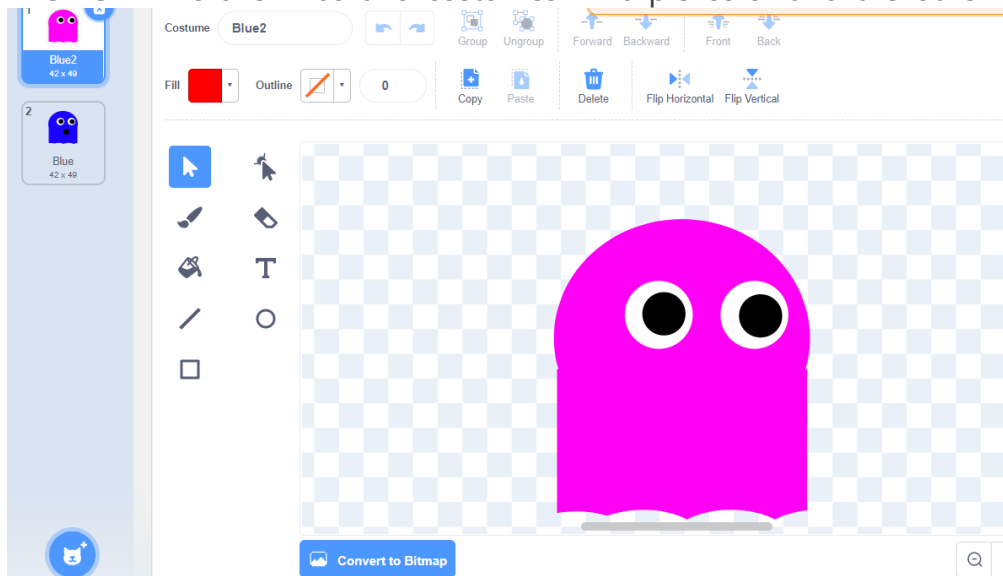 1
Costume
Blue2
Group
Ungroup
Forward
Backward
Front
Back
Blue2
42 x 49
Fill
Outline
0
Copy
Paste
Delete
Flip Horizontal
Flip Vertical
2
Blue
42 x 49
T
Convert to Bitmap